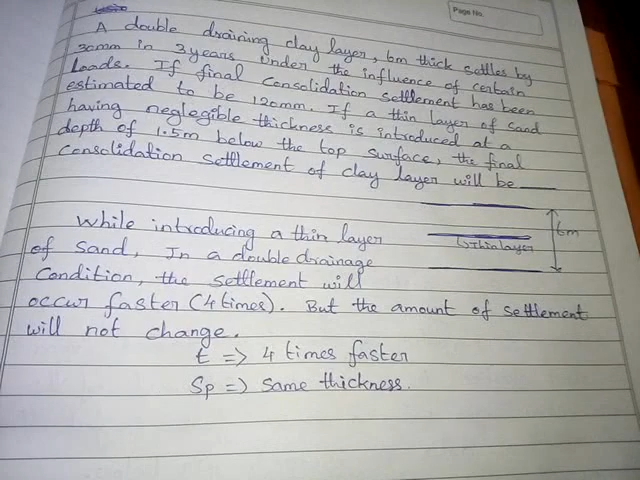 Page No.
A double draining clay layer, 6m thick settles by
30mm in 3 years under the influence of certain
Loads. If final consolidation settlement has been
estimated to be 120mm. If a thin layer of sand
having neglegible thickness is introduced at a
depth of 1.5m below the top surface, the final
Consolidation settlement of clay layer will be
While introducing a thin layer
of sand, In a double drainage
Condition, the settlement will
occur faster (4 times). But the amount of settlement
will not change.
t => 4 times faster
Sp => Same thickness.
6m
Thin layer